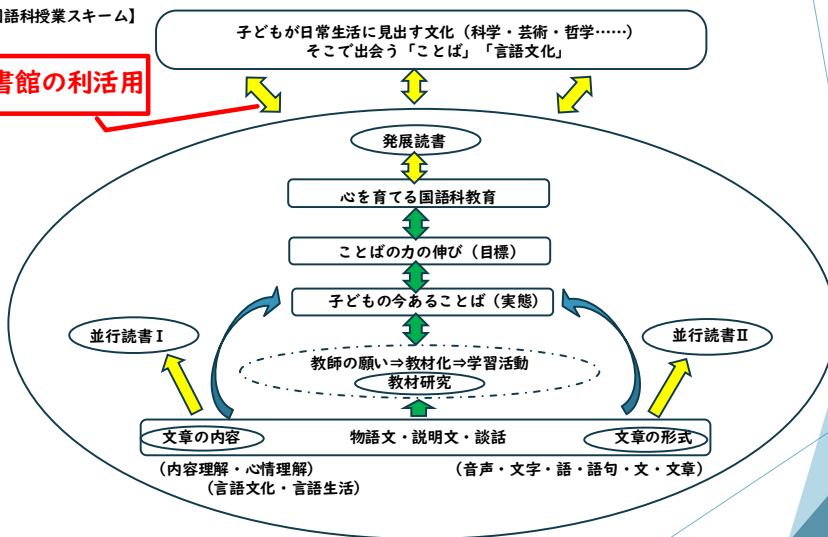 国語科授業スキーム】
子どもが日常生活に見出す文化（科学・芸術・哲学……）
そこで出会う「ことば」「言語文化」
書館の利活用
発展読書
心を育てる国語科教育
ことばの力の伸び（目標）
子どもの今あることば（実態）
並行読書Ⅰ
並行読書Ⅱ
教師の願い⇒教材化⇒学習活動
教材研究
文章の内容
物語文・説明文・談話
文章の形式
（内容理解・心情理解）
（音声・文字・語・語句・文・文章）
（言語文化・言語生活）